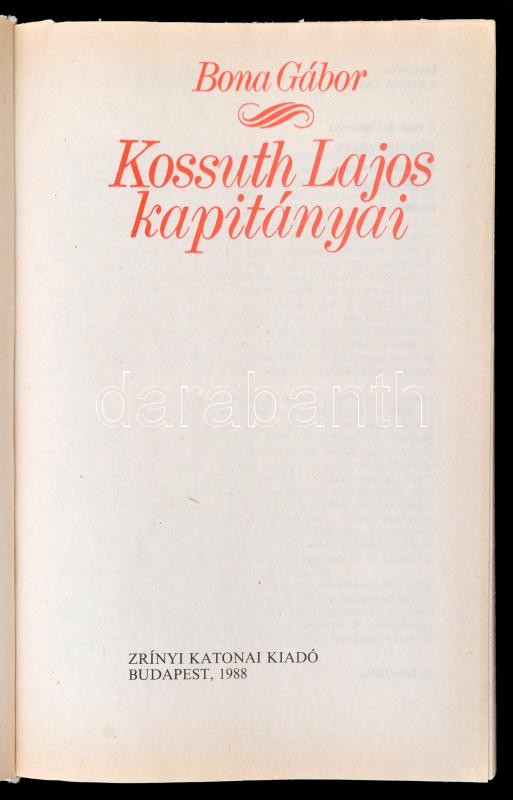 Bona Gábor
Kossuth Lajos
kapitányai
darabanth
ZRÍNYI KATONAI KIADÓ
BUDAPEST, 1988